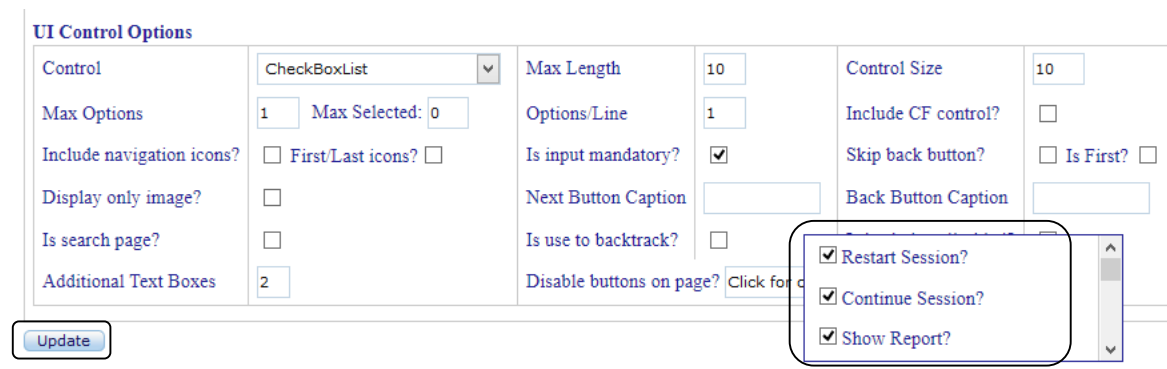 UI Control Options
Control CheckBoxList Max Length 10 Control Size 10
Max Options 1 Max Selected: 0 Options/Line 1 Include CF control?
Include navigation icons? First/Last icons? Is input mandatory? Skip back button? Is First?
Display only image? Next Button Caption Back Button Caption
Is search page? Is use to backtrack?
Restart Session?
Additional Text Boxes 2 Disable buttons on page? Click for
Continue Session?
Update Show Report?